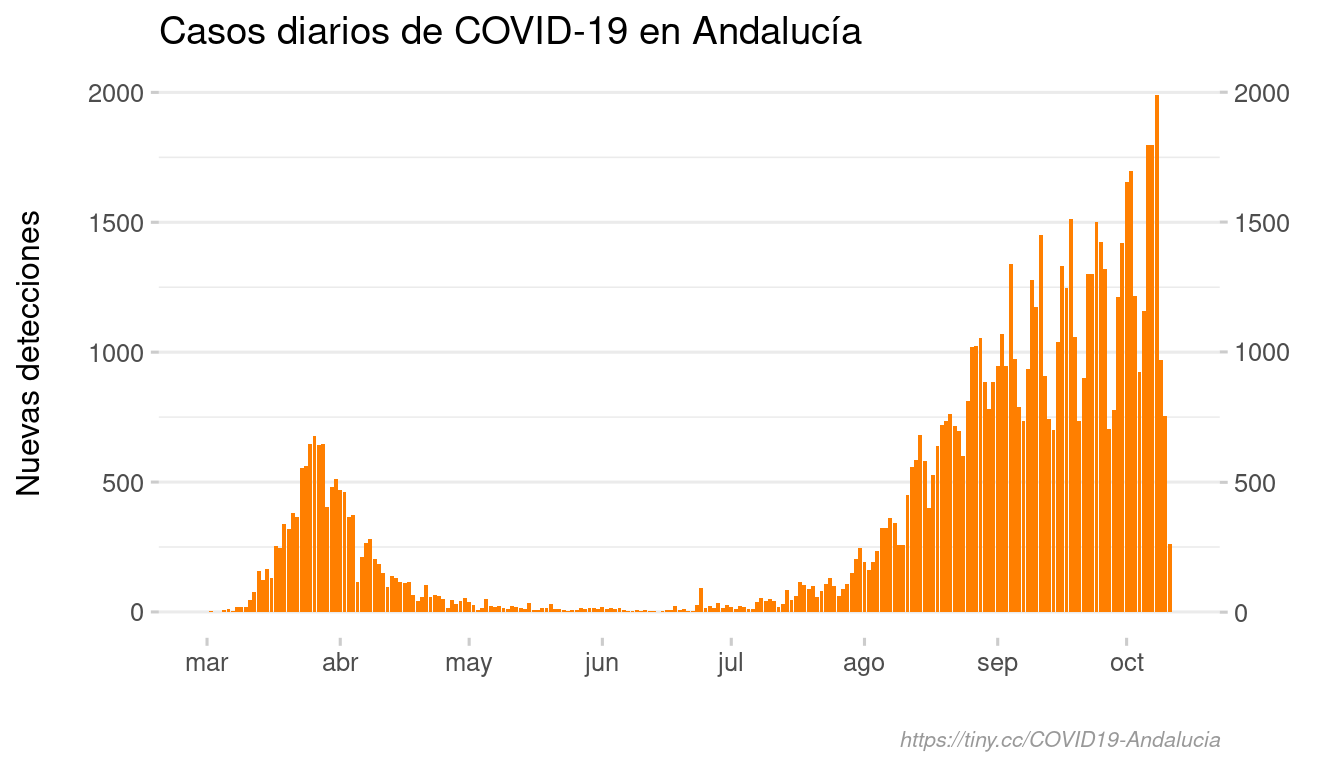 Casos diarios de COVID-19 en Andalucía
Nuevas detecciones
2000 2000
1500 1500
1000 1000
500 500
0 0
mar abr may jun jul ago sep oct
https://tiny.cc/COVID19-Andalucia